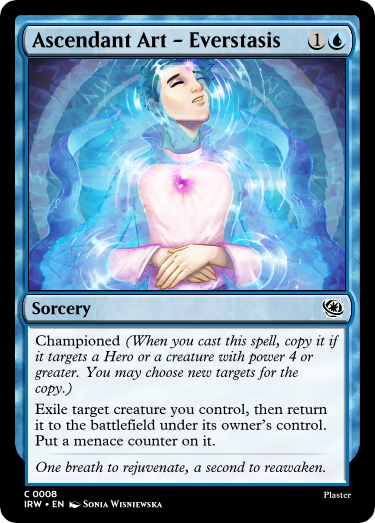 Ascendant Art – Everstasis 1
Sorcery
Championed (When you cast this spell, copy it if
it targets a Hero or a creature with power 4 or
greater. You may choose new targets for the
copy.)
Exile target creature you control, then return
it to the battlefield under its owner's control.
Put a menace counter on it.
One breath to rejuvenate, a second to reawaken.
C 0008
Plaster
IRW • EN Sonia Wisniewska